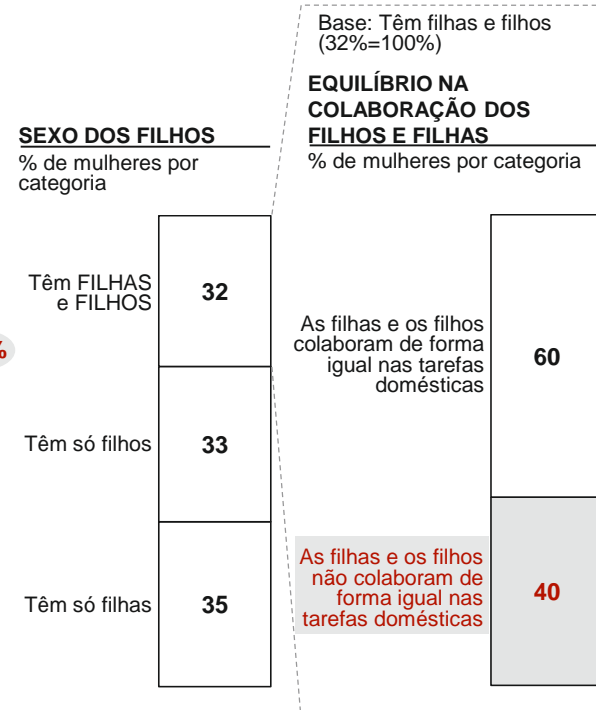 Base: Têm filhas e filhos
(32%=100%)
EQUILÍBRIO NA
COLABORAÇÃO DOS
FILHOS E FILHAS
% de mulheres por categoria
SEXO DOS FILHOS
% de mulheres por
categoria
Têm FILHAS
e FILHOS
32
%
Têm só filhos
33
Têm só filhas
35
As filhas e os filhos
colaboram de forma
igual nas tarefas
domésticas
60
As filhas e os filhos
não colaboram de
forma igual nas
tarefas domésticas
40